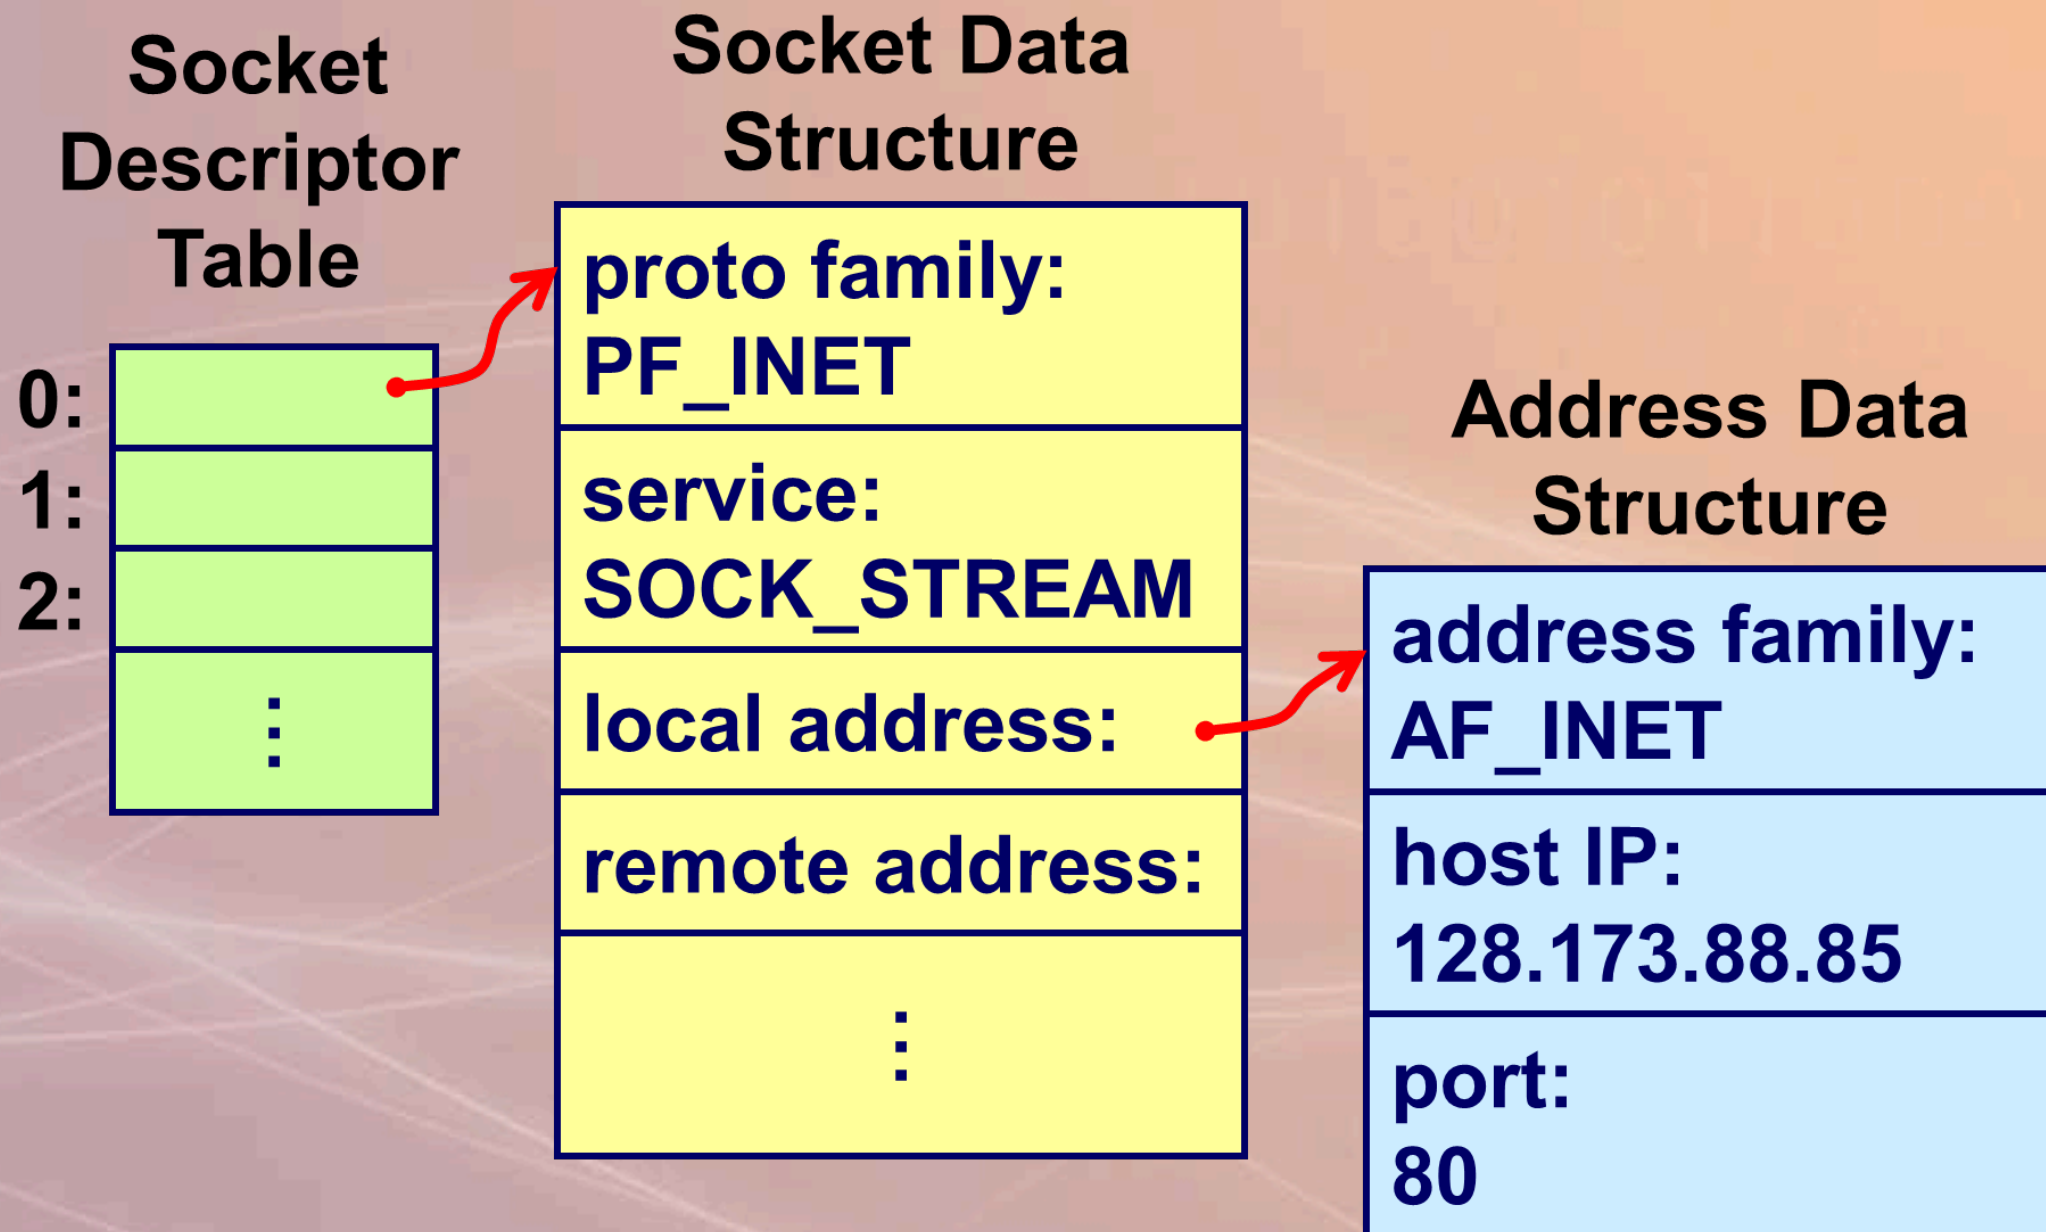 Socket
Descriptor
Table
0:
1:
2:
⋮
Socket Data
Structure
proto family:
PF_INET
service:
SOCK_STREAM
local address:
remote address:
⋮
Address Data
Structure
address family:
AF_INET
host IP:
128.173.88.85
port:
80